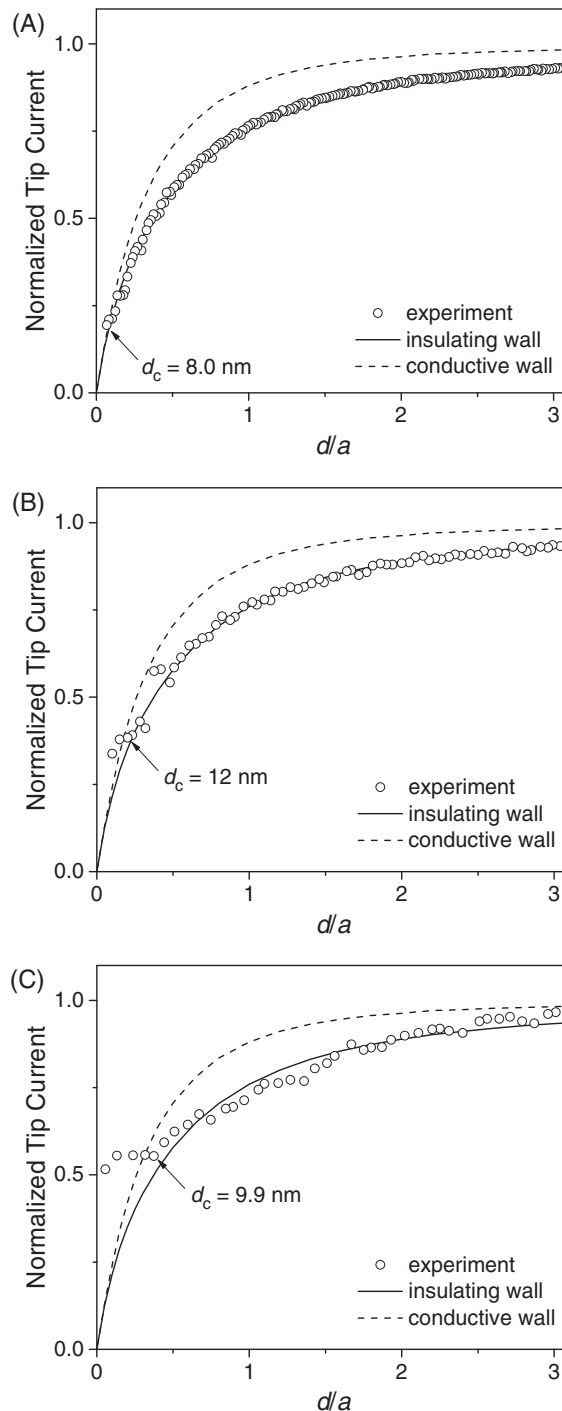 (A)
1.0
0.5
0.0
Normalized Tip Current
experiment
insulating wall
conductive wall
dc = 8.0 nm
0
1
2
3
d/a
(B)
1.0
0.5
0.0
Normalized Tip Current
experiment
insulating wall
conductive wall
dc = 12 nm
0
1
2
3
d/a
(C)
1.0
0.5
0.0
Normalized Tip Current
dc = 9.9 nm
experiment
insulating wall
conductive wall
0
1
2
3
d/a